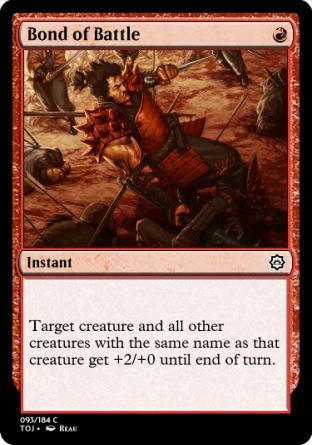 Bond of Battle
Instant
Target creature and all other
creatures with the same name as that
creature get +2/+0 until end of turn.
093/184 C
TOJ • Reau